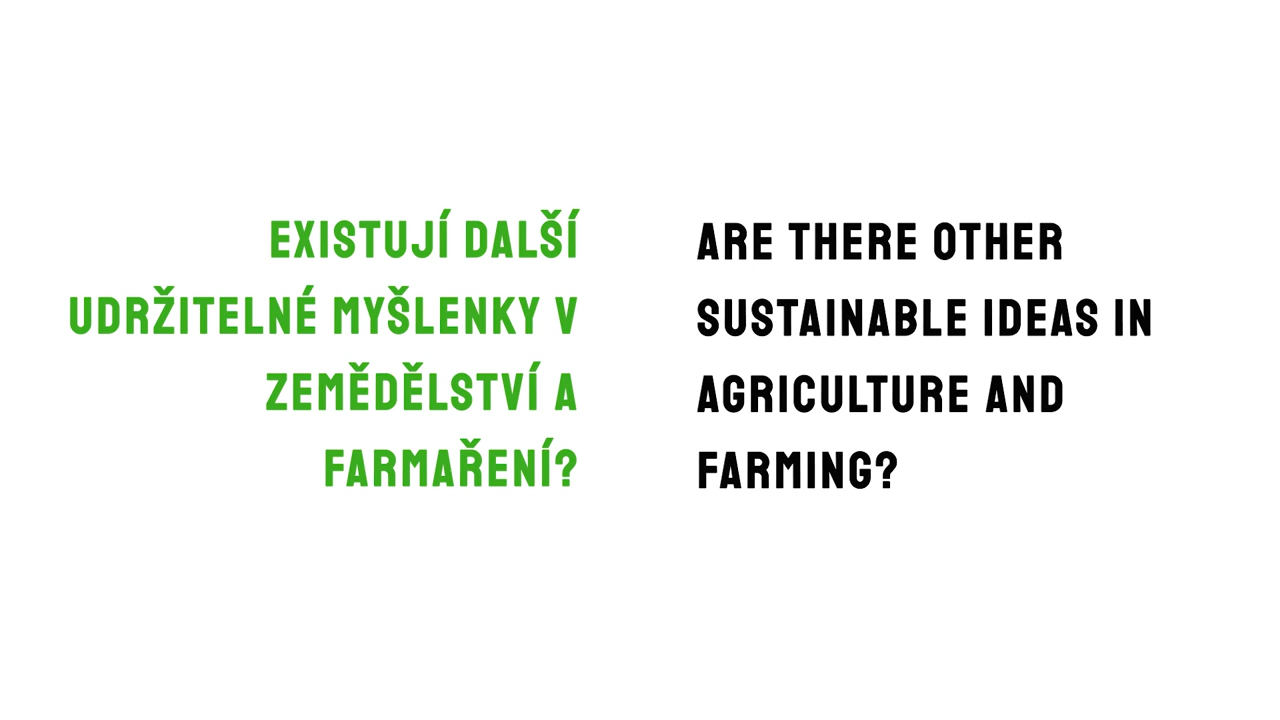 EXISTUJÍ DALŠÍ
UDRŽITELNÉ MYŠLENKY V
ZEMĚDĚLSTVÍ A
FARMAŘENÍ?
ARE THERE OTHER
SUSTAINABLE IDEAS IN
AGRICULTURE AND
FARMING?